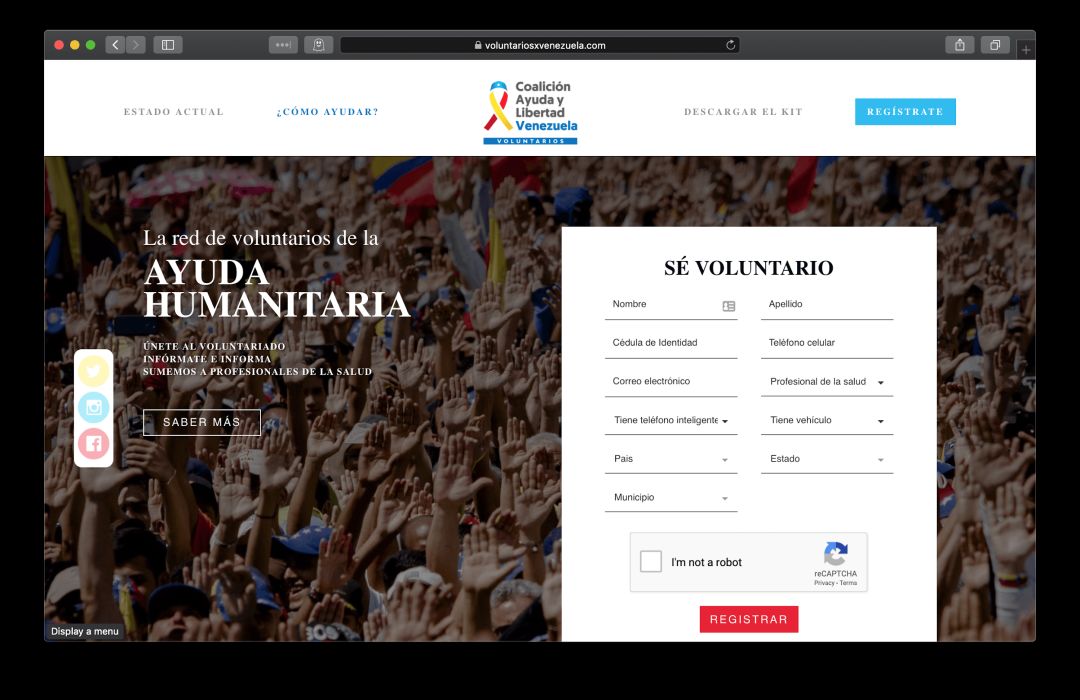 voluntariosxvenezuela.com
ESTADO ACTUAL
¿CÓMO AYUDAR?
Coalición
Ayuda y
Libertad
Venezuela
VOLUNTARIOS
DESCARGAR EL KIT
REGÍSTRATE
La red de voluntarios de la
AYUDA
HUMANITARIA
ÚNETE AL VOLUNTARIADO
INFÓRMATE E INFORMA
SUMEMOS A PROFESIONALES DE LA SALUD
SABER MÁS
SÉ VOLUNTARIO
Nombre
Apellido
Cédula de Identidad
Teléfono celular
Correo electrónico
Profesional de la salud
Tiene teléfono inteligente
Tiene vehículo
Pais
Estado
Municipio
I'm not a robot
reCAPTCHA
Privacy - Terms
REGISTRAR
Display a menu